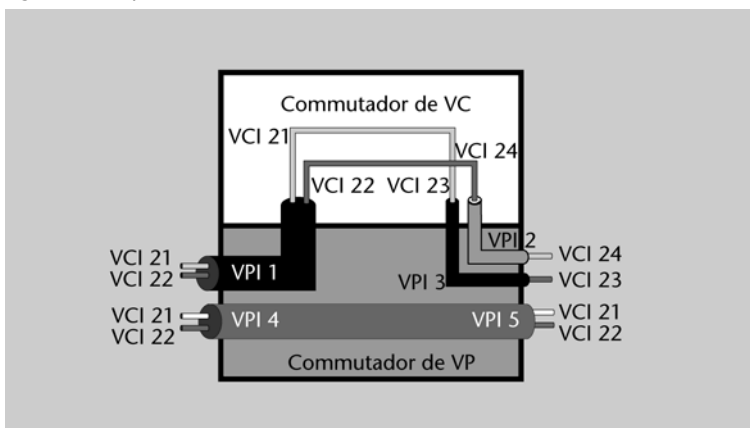 Commutador de VC
VCI 21
VCI 24
VCI 22 VCI 23
VPI 2
VCI 21
VCI 22
VPI 1
VPI 3
VCI 24
VCI 23
VCI 21
VCI 22
VPI 4
VPI 5
VCI 21
VCI 22
Commutador de VP